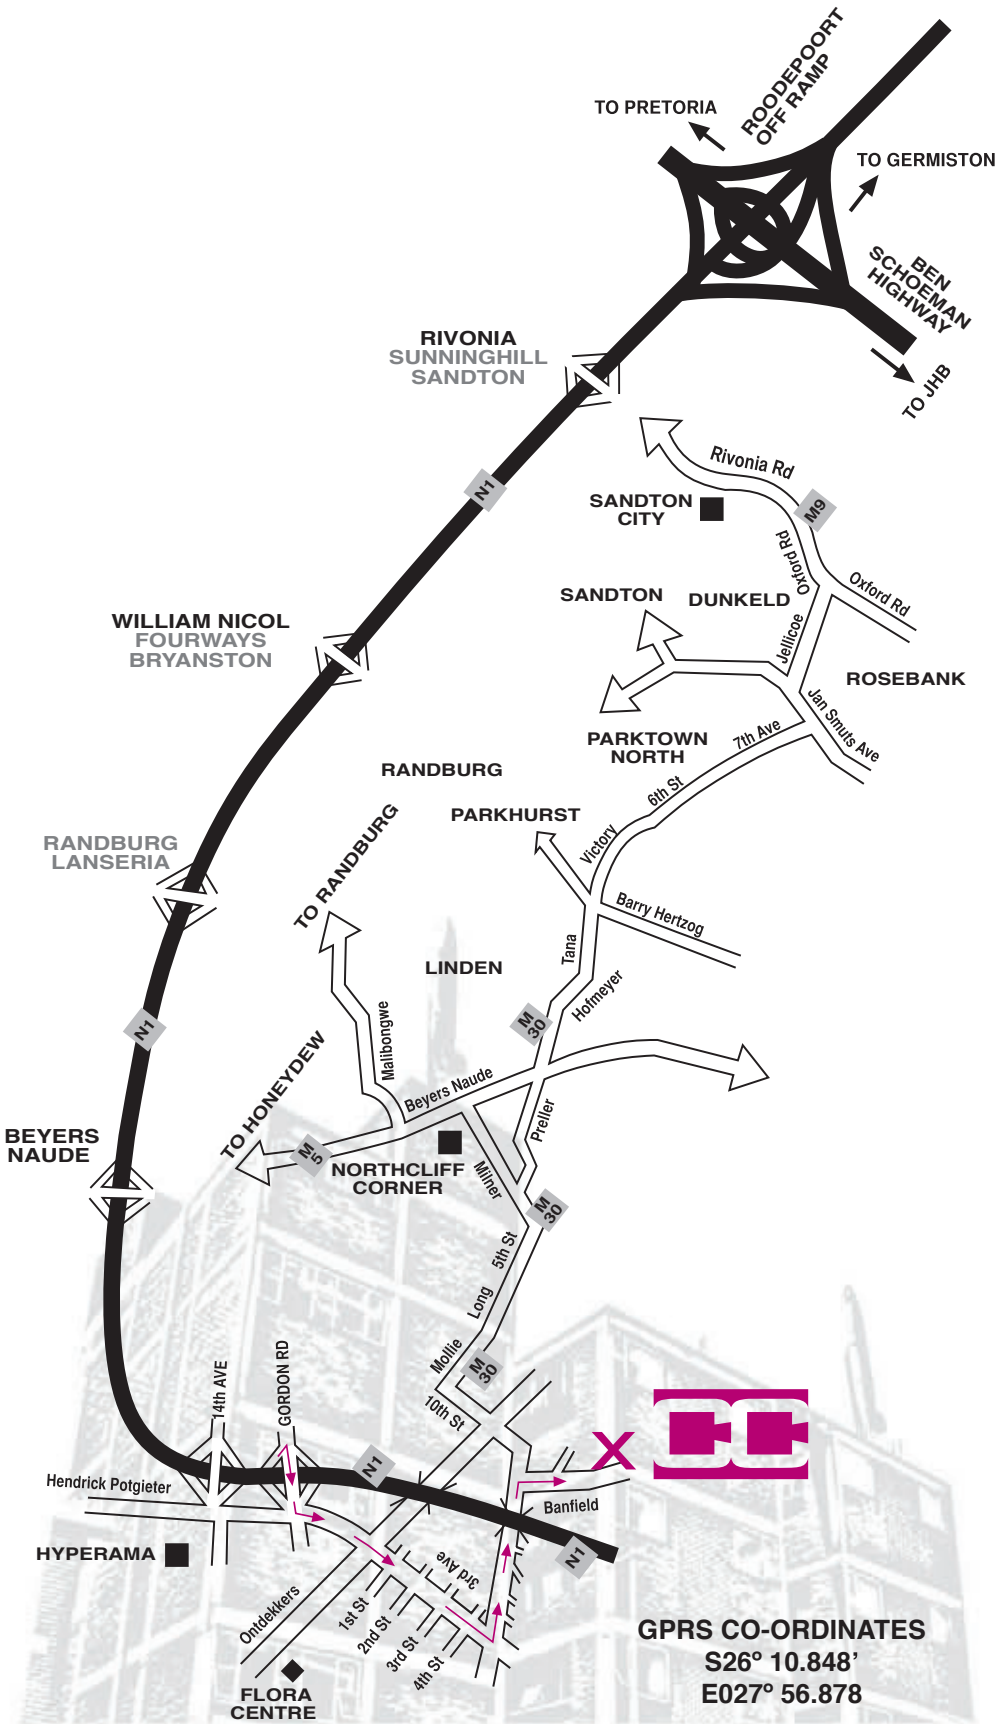 ROODEPOORT
OFF RAMP
TO PRETORIA
TO GERMISTON
BEN
SCHOEMAN
HIGHWAY
TO JHB
RIVONIA
SUNNINGHILL
SANDTON
N1
Rivonia Rd
SANDTON
CITY
M9
Oxford Rd
Oxford Rd
SANDTON
DUNKELD
Jellicoe
ROSEBANK
WILLIAM NICOL
FOURWAYS
BRYANSTON
Jan Smuts Ave
PARKTOWN
NORTH
7th Ave
6th St
RANDBURG
PARKHURST
Victory
RANDBURG
LANSERIA
TO RANDBURG
Barry Hertzog
Tana
LINDEN
Hofmeyer
M
30
N1
Malibongwe
TO HONEYDEW
Beyers Naude
Preller
BEYERS
NAUDE
M
5
NORTHCLIFF
CORNER
Milner
M
30
5th St
Long
Mollie
M
30
10th St
14th AVE
GORDON RD
N1
Hendrick Potgieter
Banfield
X
HYPERAMA
N1
3rd Ave
Ontdekkers
1st St
2nd St
3rd St
4th St
FLORA
CENTRE
GPRS CO-ORDINATES
S26º 10.848’
E027º 56.878